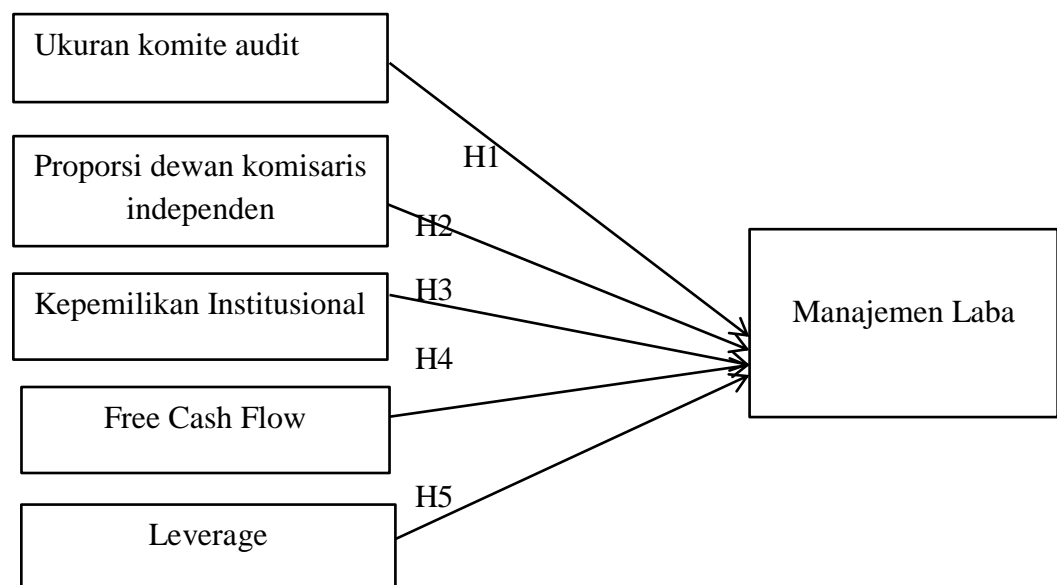 Ukuran komite audit
H1
Proporsi dewan komisaris
independen
H2
Kepemilikan Institusional
H3
Manajemen Laba
H4
Free Cash Flow
H5
Leverage